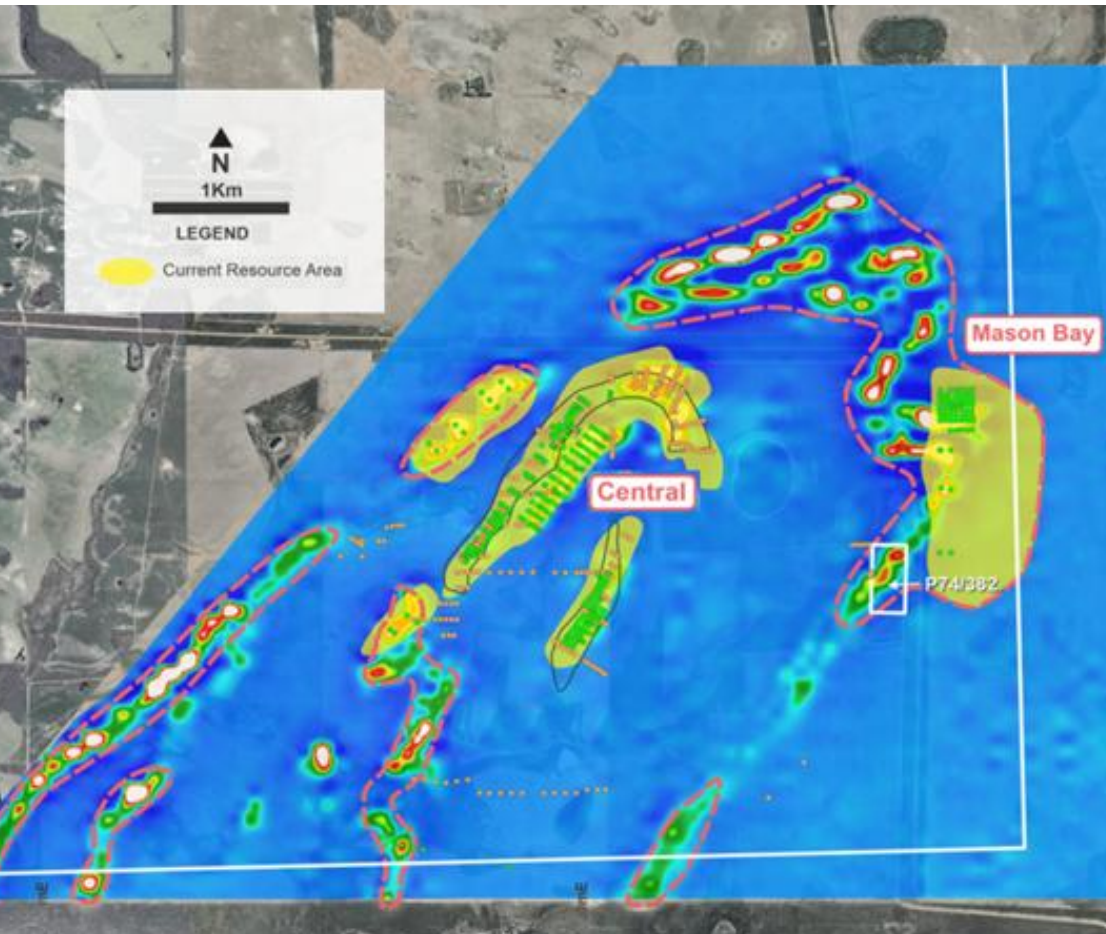 N
1Km
LEGEND
Current Resource Area
Mason Bay
Central
P74/382